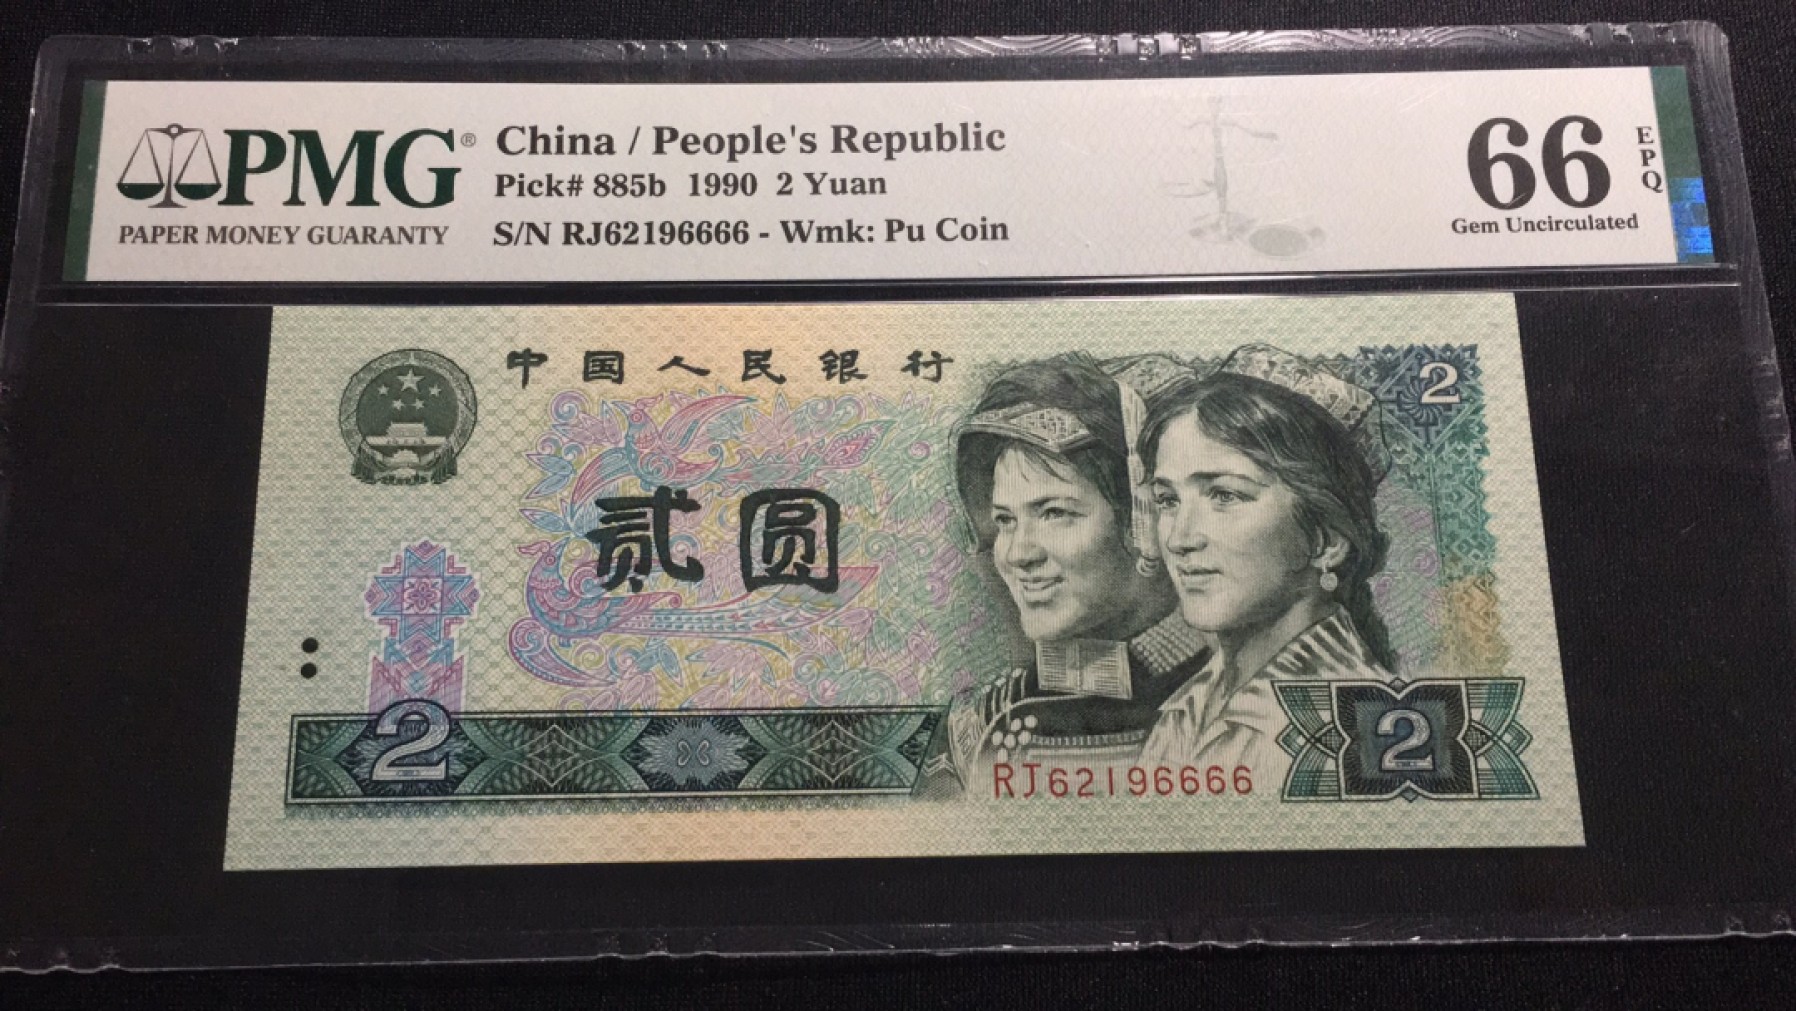 PMG®
PAPER MONEY GUARANTY
China / People's Republic
Pick# 885b 1990 2 Yuan
S/N RJ62196666 - Wmk: Pu Coin
66 EPQ
Gem Uncirculated
中国人民银行
2
贰圆
2
2
RJ62196666